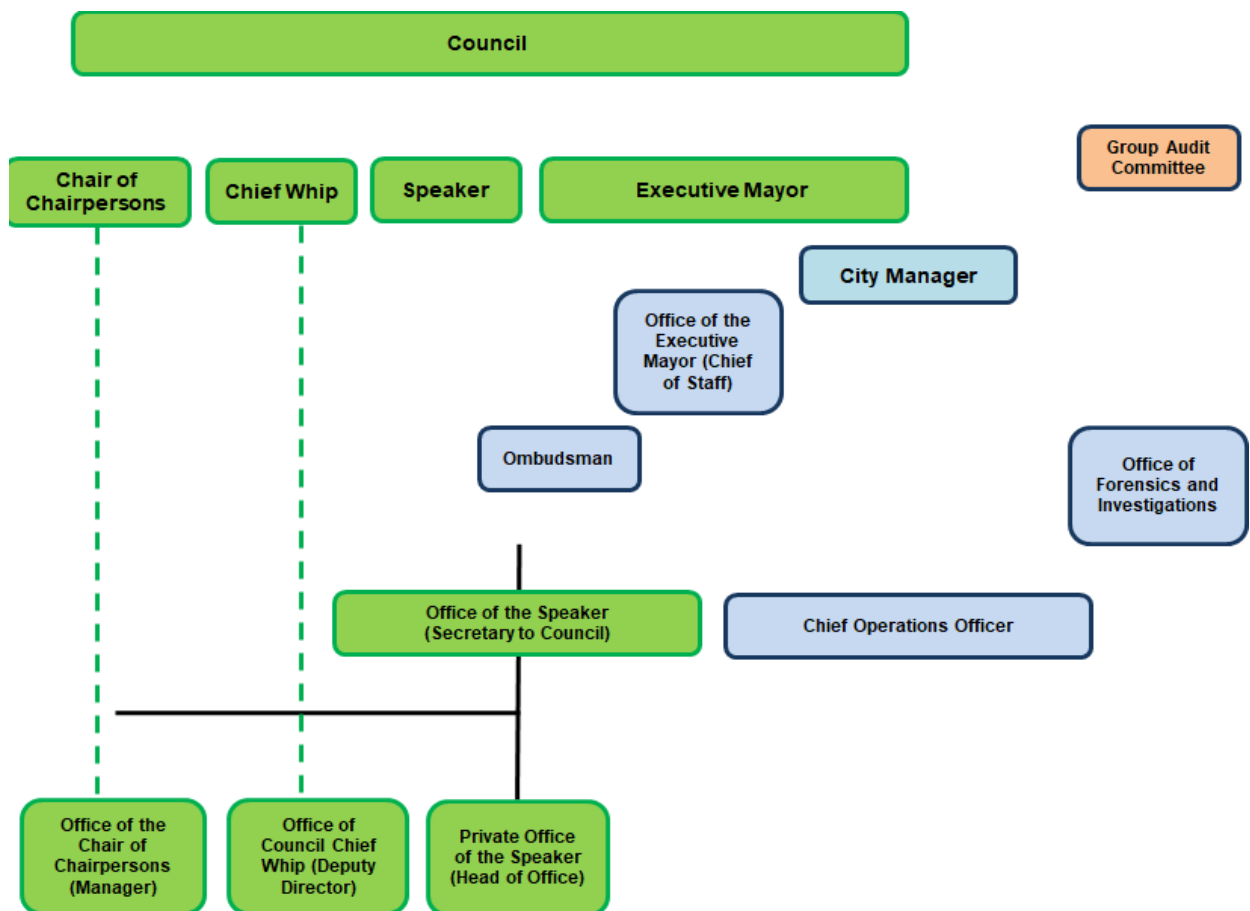 Council
Group Audit
Committee
Chair of
Chairpersons
Chief Whip
Speaker
Executive Mayor
City Manager
Office of the
Executive
Mayor (Chief
of Staff)
Ombudsman
Office of
Forensics and
Investigations
Office of the Speaker
(Secretary to Council)
Chief Operations Officer
Office of the
Chair of
Chairpersons
(Manager)
Office of
Council Chief
Whip (Deputy
Director)
Private Office
of the Speaker
(Head of Office)